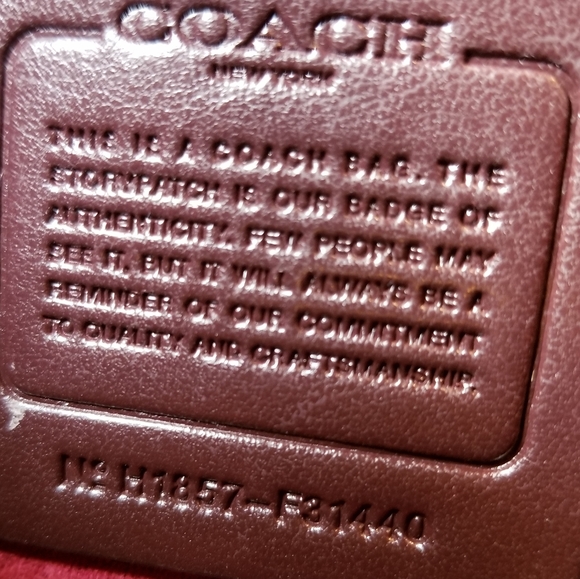 COACH
NEW YORK
THIS IS A COACH BAG. THE
STORYPATCH IS OUR BADGE OF
AUTHENTICITY. FEW PEOPLE MAY
SEE IT, BUT IT WILL ALWAYS BE A
REMINDER OF OUR COMMITMENT
TO QUALITY AND CRAFTSMANSHIP.
Nº H1857-F31440